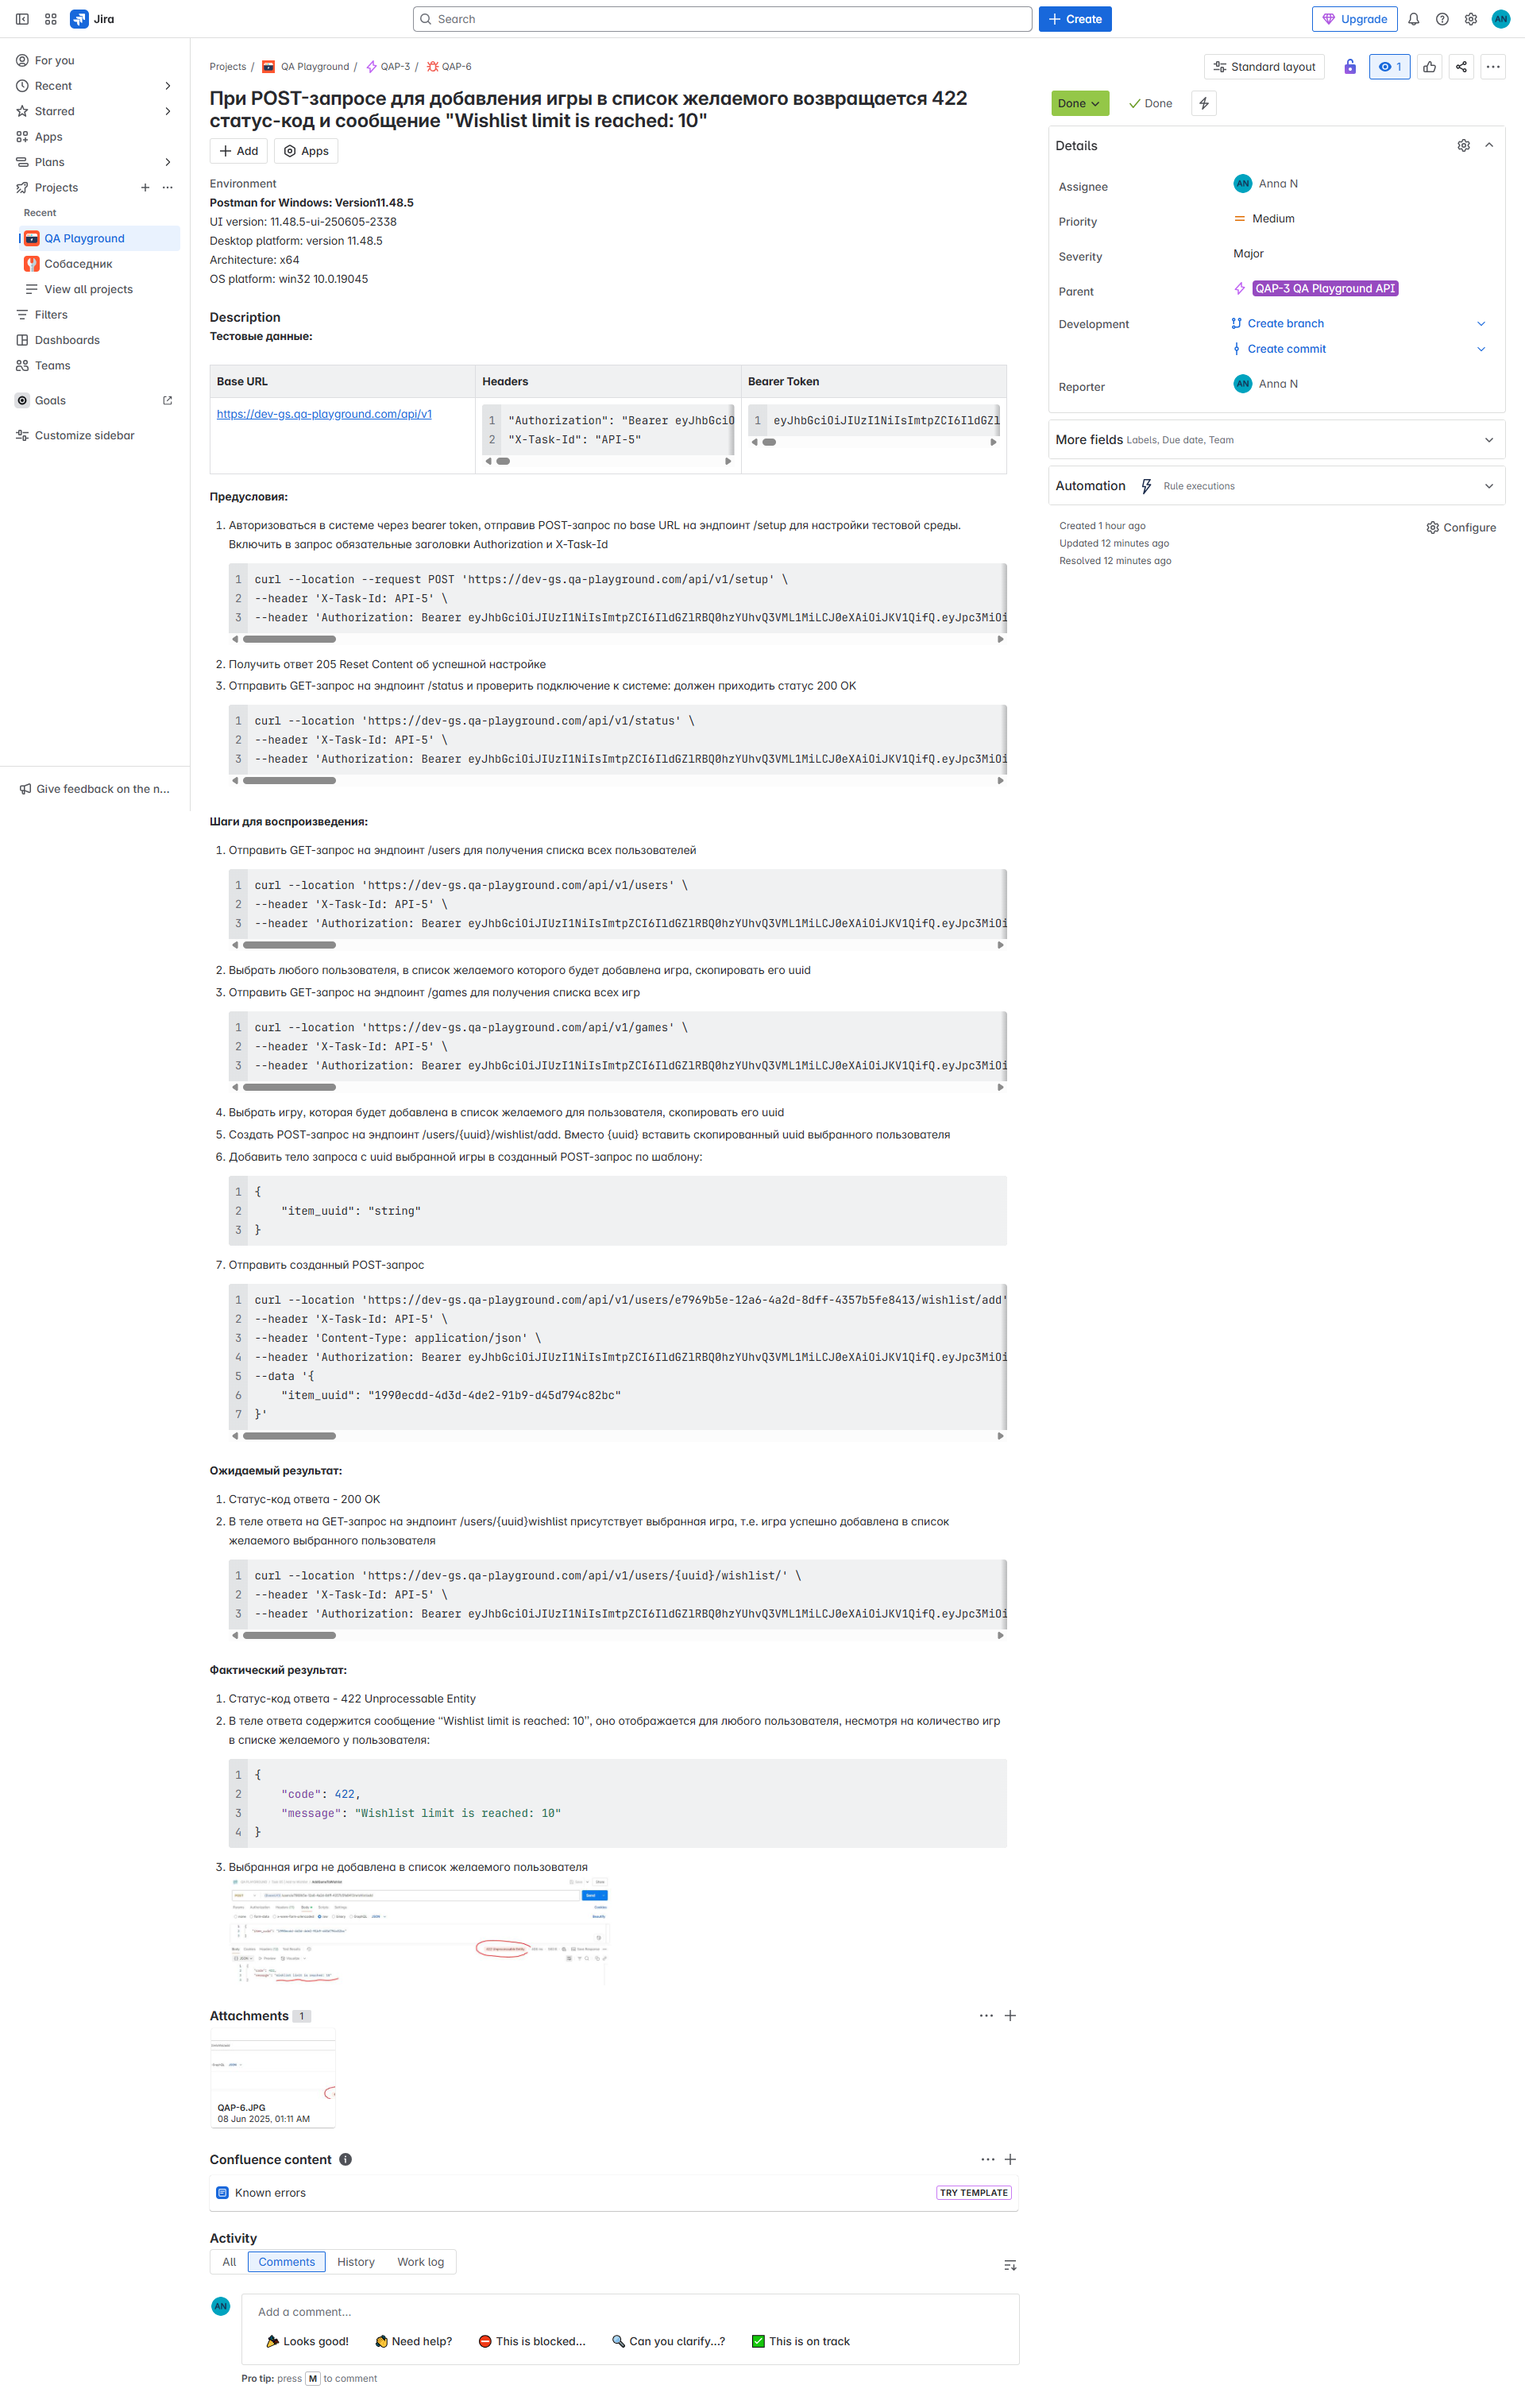 Jira
Search
Create
Upgrade
AN
For you
Recent
Starred
Apps
Plans
Projects
Recent
QA Playground
Собаседник
View all projects
Filters
Dashboards
Teams
Goals
Customize sidebar
Give feedback on the n...
Projects / QA Playground / QAP-3 / QAP-6
Standard layout
1
При POST-запросе для добавления игры в список желаемого возвращается 422
статус-код и сообщение "Wishlist limit is reached: 10"
Add
Apps
Environment
Postman for Windows: Version11.48.5
UI version: 11.48.5-ui-250605-2338
Desktop platform: version 11.48.5
Architecture: x64
OS platform: win32 10.0.19045
Description
Тестовые данные:
Base URL Headers Bearer Token
https://dev-gs.qa-playground.com/api/v1
1 "Authorization": "Bearer eyJhbGciO
2 "X-Task-Id": "API-5"
1 eyJhbGciOiJIUzI1NiIsImtpZCI6IldGZl
Предусловия:
1. Авторизоваться в системе через bearer token, отправив POST-запрос по base URL на эндпоинт /setup для настройки тестовой среды.
Включить в запрос обязательные заголовки Authorization и X-Task-Id
1 curl --location --request POST 'https://dev-gs.qa-playground.com/api/v1/setup' \
2 --header 'X-Task-Id: API-5' \
3 --header 'Authorization: Bearer eyJhbGciOiJIUzI1NiIsImtpZCI6IldGZlRBQ0hzYUhvQ3VML1MiLCJ0eXAiOiJKV1QifQ.eyJpc3MiOi
2. Получить ответ 205 Reset Content об успешной настройке
3. Отправить GET-запрос на эндпоинт /status и проверить подключение к системе: должен приходить статус 200 OK
1 curl --location 'https://dev-gs.qa-playground.com/api/v1/status' \
2 --header 'X-Task-Id: API-5' \
3 --header 'Authorization: Bearer eyJhbGciOiJIUzI1NiIsImtpZCI6IldGZlRBQ0hzYUhvQ3VML1MiLCJ0eXAiOiJKV1QifQ.eyJpc3MiOi
Шаги для воспроизведения:
1. Отправить GET-запрос на эндпоинт /users для получения списка всех пользователей
1 curl --location 'https://dev-gs.qa-playground.com/api/v1/users' \
2 --header 'X-Task-Id: API-5' \
3 --header 'Authorization: Bearer eyJhbGciOiJIUzI1NiIsImtpZCI6IldGZlRBQ0hzYUhvQ3VML1MiLCJ0eXAiOiJKV1QifQ.eyJpc3MiOi
2. Выбрать любого пользователя, в список желаемого которого будет добавлена игра, скопировать его uuid
3. Отправить GET-запрос на эндпоинт /games для получения списка всех игр
1 curl --location 'https://dev-gs.qa-playground.com/api/v1/games' \
2 --header 'X-Task-Id: API-5' \
3 --header 'Authorization: Bearer eyJhbGciOiJIUzI1NiIsImtpZCI6IldGZlRBQ0hzYUhvQ3VML1MiLCJ0eXAiOiJKV1QifQ.eyJpc3MiOi
4. Выбрать игру, которая будет добавлена в список желаемого для пользователя, скопировать его uuid
5. Создать POST-запрос на эндпоинт /users/{uuid}/wishlist/add. Вместо {uuid} вставить скопированный uuid выбранного пользователя
6. Добавить тело запроса с uuid выбранной игры в созданный POST-запрос по шаблону:
1 {
2 "item_uuid": "string"
3 }
7. Отправить созданный POST-запрос
1 curl --location 'https://dev-gs.qa-playground.com/api/v1/users/e7969b5e-12a6-4a2d-8dff-4357b5fe8413/wishlist/add'
2 --header 'X-Task-Id: API-5' \
3 --header 'Content-Type: application/json' \
4 --header 'Authorization: Bearer eyJhbGciOiJIUzI1NiIsImtpZCI6IldGZlRBQ0hzYUhvQ3VML1MiLCJ0eXAiOiJKV1QifQ.eyJpc3MiOi
5 --data '{
6 "item_uuid": "1990ecdd-4d3d-4de2-91b9-d45d794c82bc"
7 }'
Ожидаемый результат:
1. Статус-код ответа - 200 OK
2. В теле ответа на GET-запрос на эндпоинт /users/{uuid}wishlist присутствует выбранная игра, т.е. игра успешно добавлена в список
желаемого выбранного пользователя
1 curl --location 'https://dev-gs.qa-playground.com/api/v1/users/{uuid}/wishlist/' \
2 --header 'X-Task-Id: API-5' \
3 --header 'Authorization: Bearer eyJhbGciOiJIUzI1NiIsImtpZCI6IldGZlRBQ0hzYUhvQ3VML1MiLCJ0eXAiOiJKV1QifQ.eyJpc3MiOi
Фактический результат:
1. Статус-код ответа - 422 Unprocessable Entity
2. В теле ответа содержится сообщение “Wishlist limit is reached: 10”, оно отображается для любого пользователя, несмотря на количество игр
в списке желаемого у пользователя:
1 {
2 "code": 422,
3 "message": "Wishlist limit is reached: 10"
4 }
3. Выбранная игра не добавлена в список желаемого пользователя
Attachments 1
QAP-6.JPG
08 Jun 2025, 01:11 AM
Confluence content
Known errors
TRY TEMPLATE
Activity
All
Comments
History
Work log
AN
Add a comment...
Looks good!
Need help?
This is blocked...
Can you clarify...?
This is on track
Pro tip: press M to comment
Done
Done
Details
Assignee AN Anna N
Priority Medium
Severity Major
Parent QAP-3 QA Playground API
Development Create branch
Create commit
Reporter AN Anna N
More fields Labels, Due date, Team
Automation Rule executions
Created 1 hour ago
Updated 12 minutes ago
Resolved 12 minutes ago
Configure